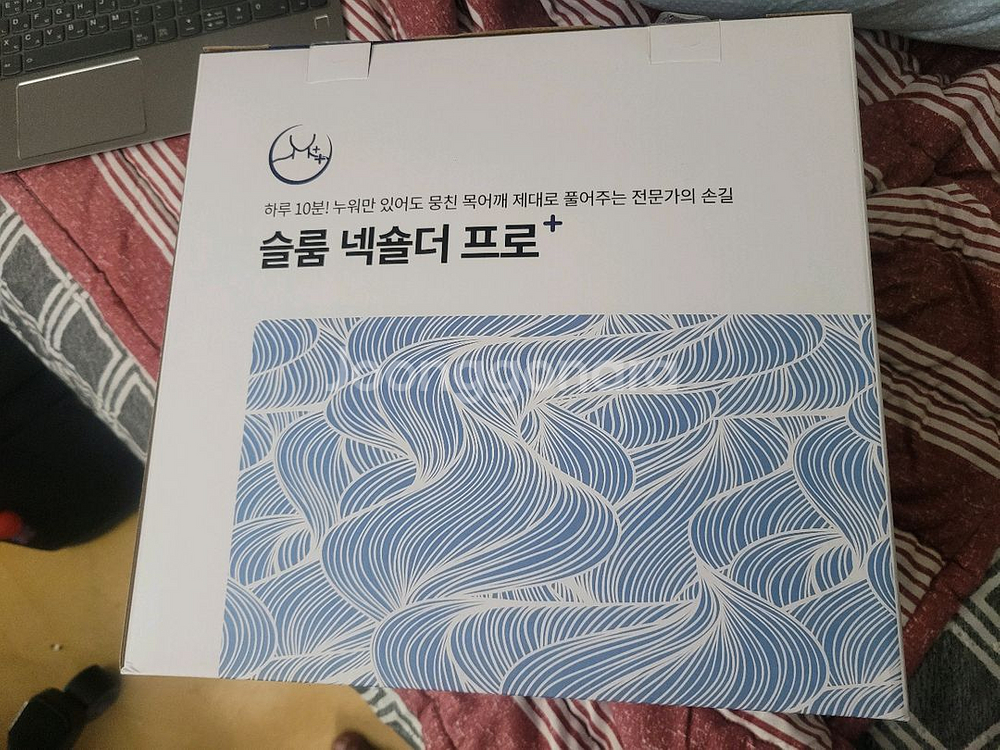 하루 10분! 누워만 있어도 뭉친 목어깨 제대로 풀어주는 전문가의 손길
슬룸 넥숄더 프로+
Joonggonara